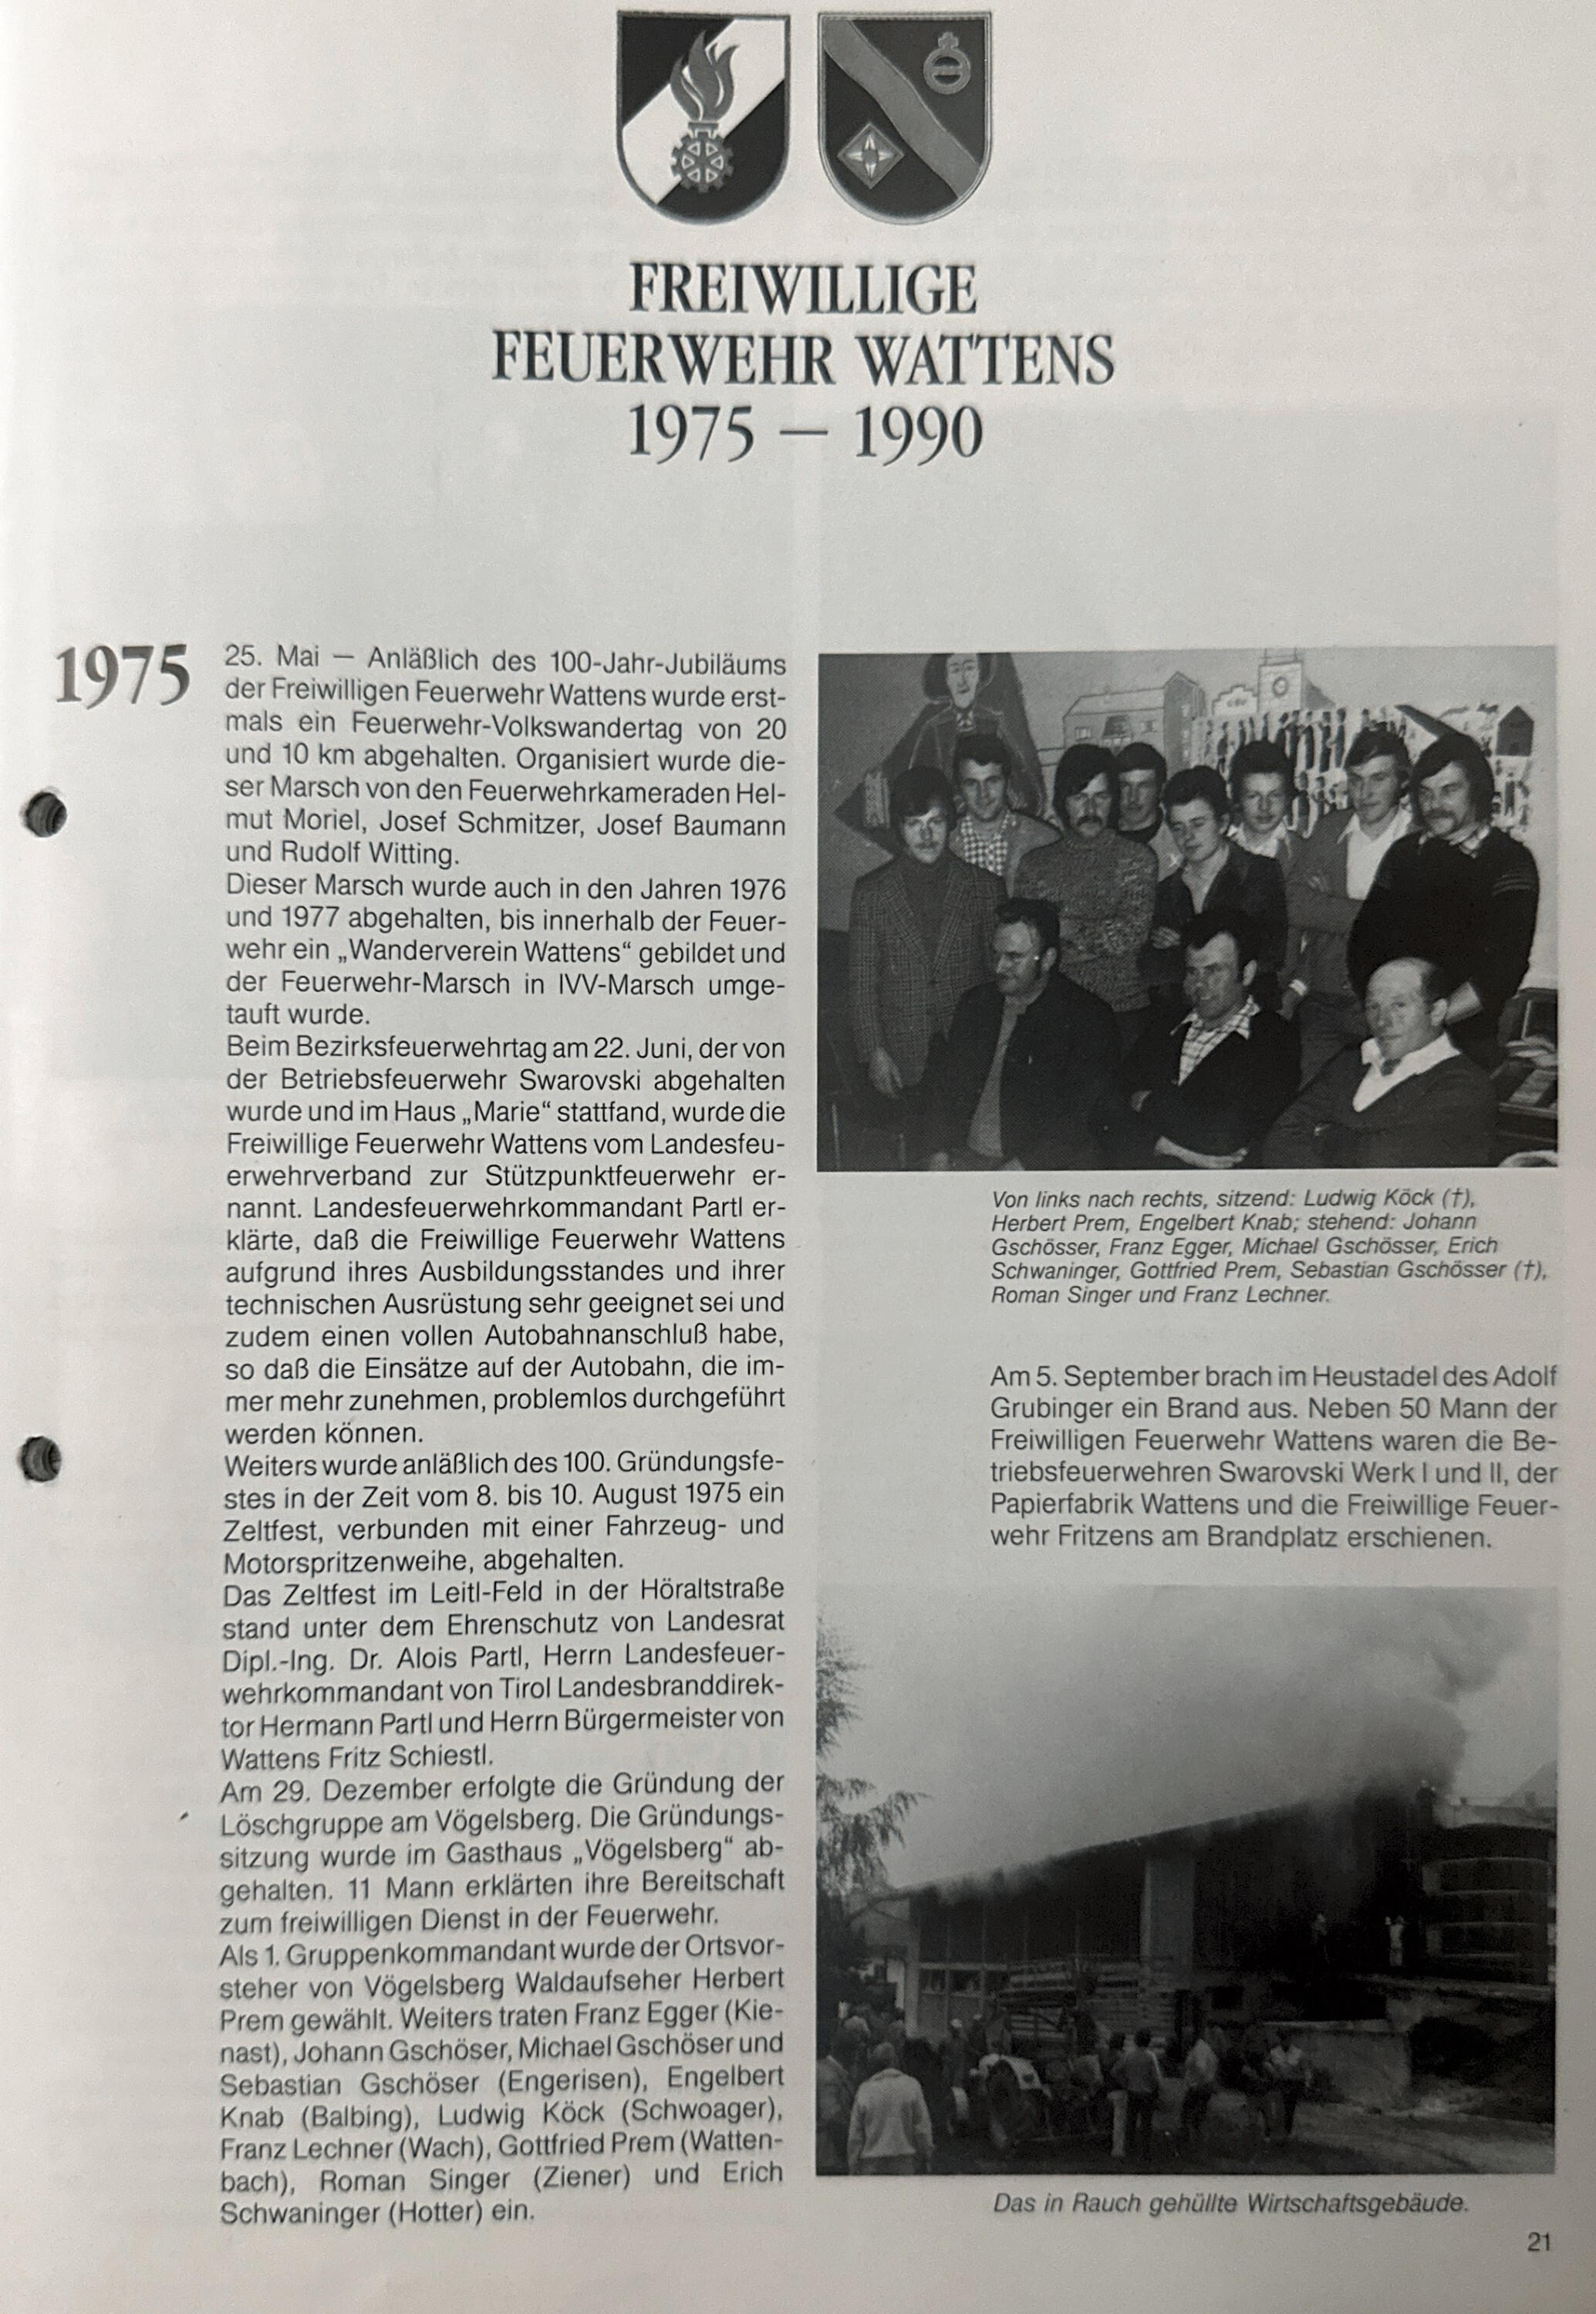 FREIWILLIGE
FEUERWEHR WATTENS
1975 — 1990
1975
25. Mai — Anläßlich des 100-Jahr-Jubiläums
der Freiwilligen Feuerwehr Wattens wurde erst-
mals ein Feuerwehr-Volkswandertag von 20
und 10 km abgehalten. Organisiert wurde die-
ser Marsch von den Feuerwehrkameraden Hel-
mut Moriel, Josef Schmitzer, Josef Baumann
und Rudolf Witting.
Dieser Marsch wurde auch in den Jahren 1976
und 1977 abgehalten, bis innerhalb der Feuer-
wehr ein „Wanderverein Wattens“ gebildet und
der Feuerwehr-Marsch in IVV-Marsch umge-
tauft wurde.
Beim Bezirksfeuerwehrtag am 22. Juni, der von
der Betriebsfeuerwehr Swarovski abgehalten
wurde und im Haus „Marie“ stattfand, wurde die
Freiwillige Feuerwehr Wattens vom Landesfeu-
erwehrverband zur Stützpunktfeuerwehr er-
nannt. Landesfeuerwehrkommandant Partl er-
klärte, daß die Freiwillige Feuerwehr Wattens
aufgrund ihres Ausbildungsstandes und ihrer
technischen Ausrüstung sehr geeignet sei und
zudem einen vollen Autobahnanschluß habe,
so daß die Einsätze auf der Autobahn, die im-
mer mehr zunehmen, problemlos durchgeführt
werden können.
Weiters wurde anläßlich des 100. Gründungsfe-
stes in der Zeit vom 8. bis 10. August 1975 ein
Zeltfest, verbunden mit einer Fahrzeug- und
Motorspritzenweihe, abgehalten.
Das Zeltfest im Leitl-Feld in der Höraltstraße
stand unter dem Ehrenschutz von Landesrat
Dipl.-Ing. Dr. Alois Partl, Herrn Landesfeuer-
wehrkommandant von Tirol Landesbranddirek-
tor Hermann Partl und Herrn Bürgermeister von
Wattens Fritz Schiestl.
Am 29. Dezember erfolgte die Gründung der
Löschgruppe am Vögelsberg. Die Gründungs-
sitzung wurde im Gasthaus „Vögelsberg“ ab-
gehalten. 11 Mann erklärten ihre Bereitschaft
zum freiwilligen Dienst in der Feuerwehr.
Als 1. Gruppenkommandant wurde der Ortsvor-
steher von Vögelsberg Waldaufseher Herbert
Prem gewählt. Weiters traten Franz Egger (Kie-
nast), Johann Gschöser, Michael Gschöser und
Sebastian Gschöser (Engerisen), Engelbert
Knab (Balbing), Ludwig Köck (Schwoager),
Franz Lechner (Wach), Gottfried Prem (Watten-
bach), Roman Singer (Ziener) und Erich
Schwaninger (Hotter) ein.
Von links nach rechts, sitzend: Ludwig Köck (†),
Herbert Prem, Engelbert Knab; stehend: Johann
Gschösser, Franz Egger, Michael Gschösser, Erich
Schwaninger, Gottfried Prem, Sebastian Gschösser (†),
Roman Singer und Franz Lechner.
Am 5. September brach im Heustadel des Adolf
Grubinger ein Brand aus. Neben 50 Mann der
Freiwilligen Feuerwehr Wattens waren die Be-
triebsfeuerwehren Swarovski Werk I und II, der
Papierfabrik Wattens und die Freiwillige Feuer-
wehr Fritzens am Brandplatz erschienen.
Das in Rauch gehüllte Wirtschaftsgebäude.
21